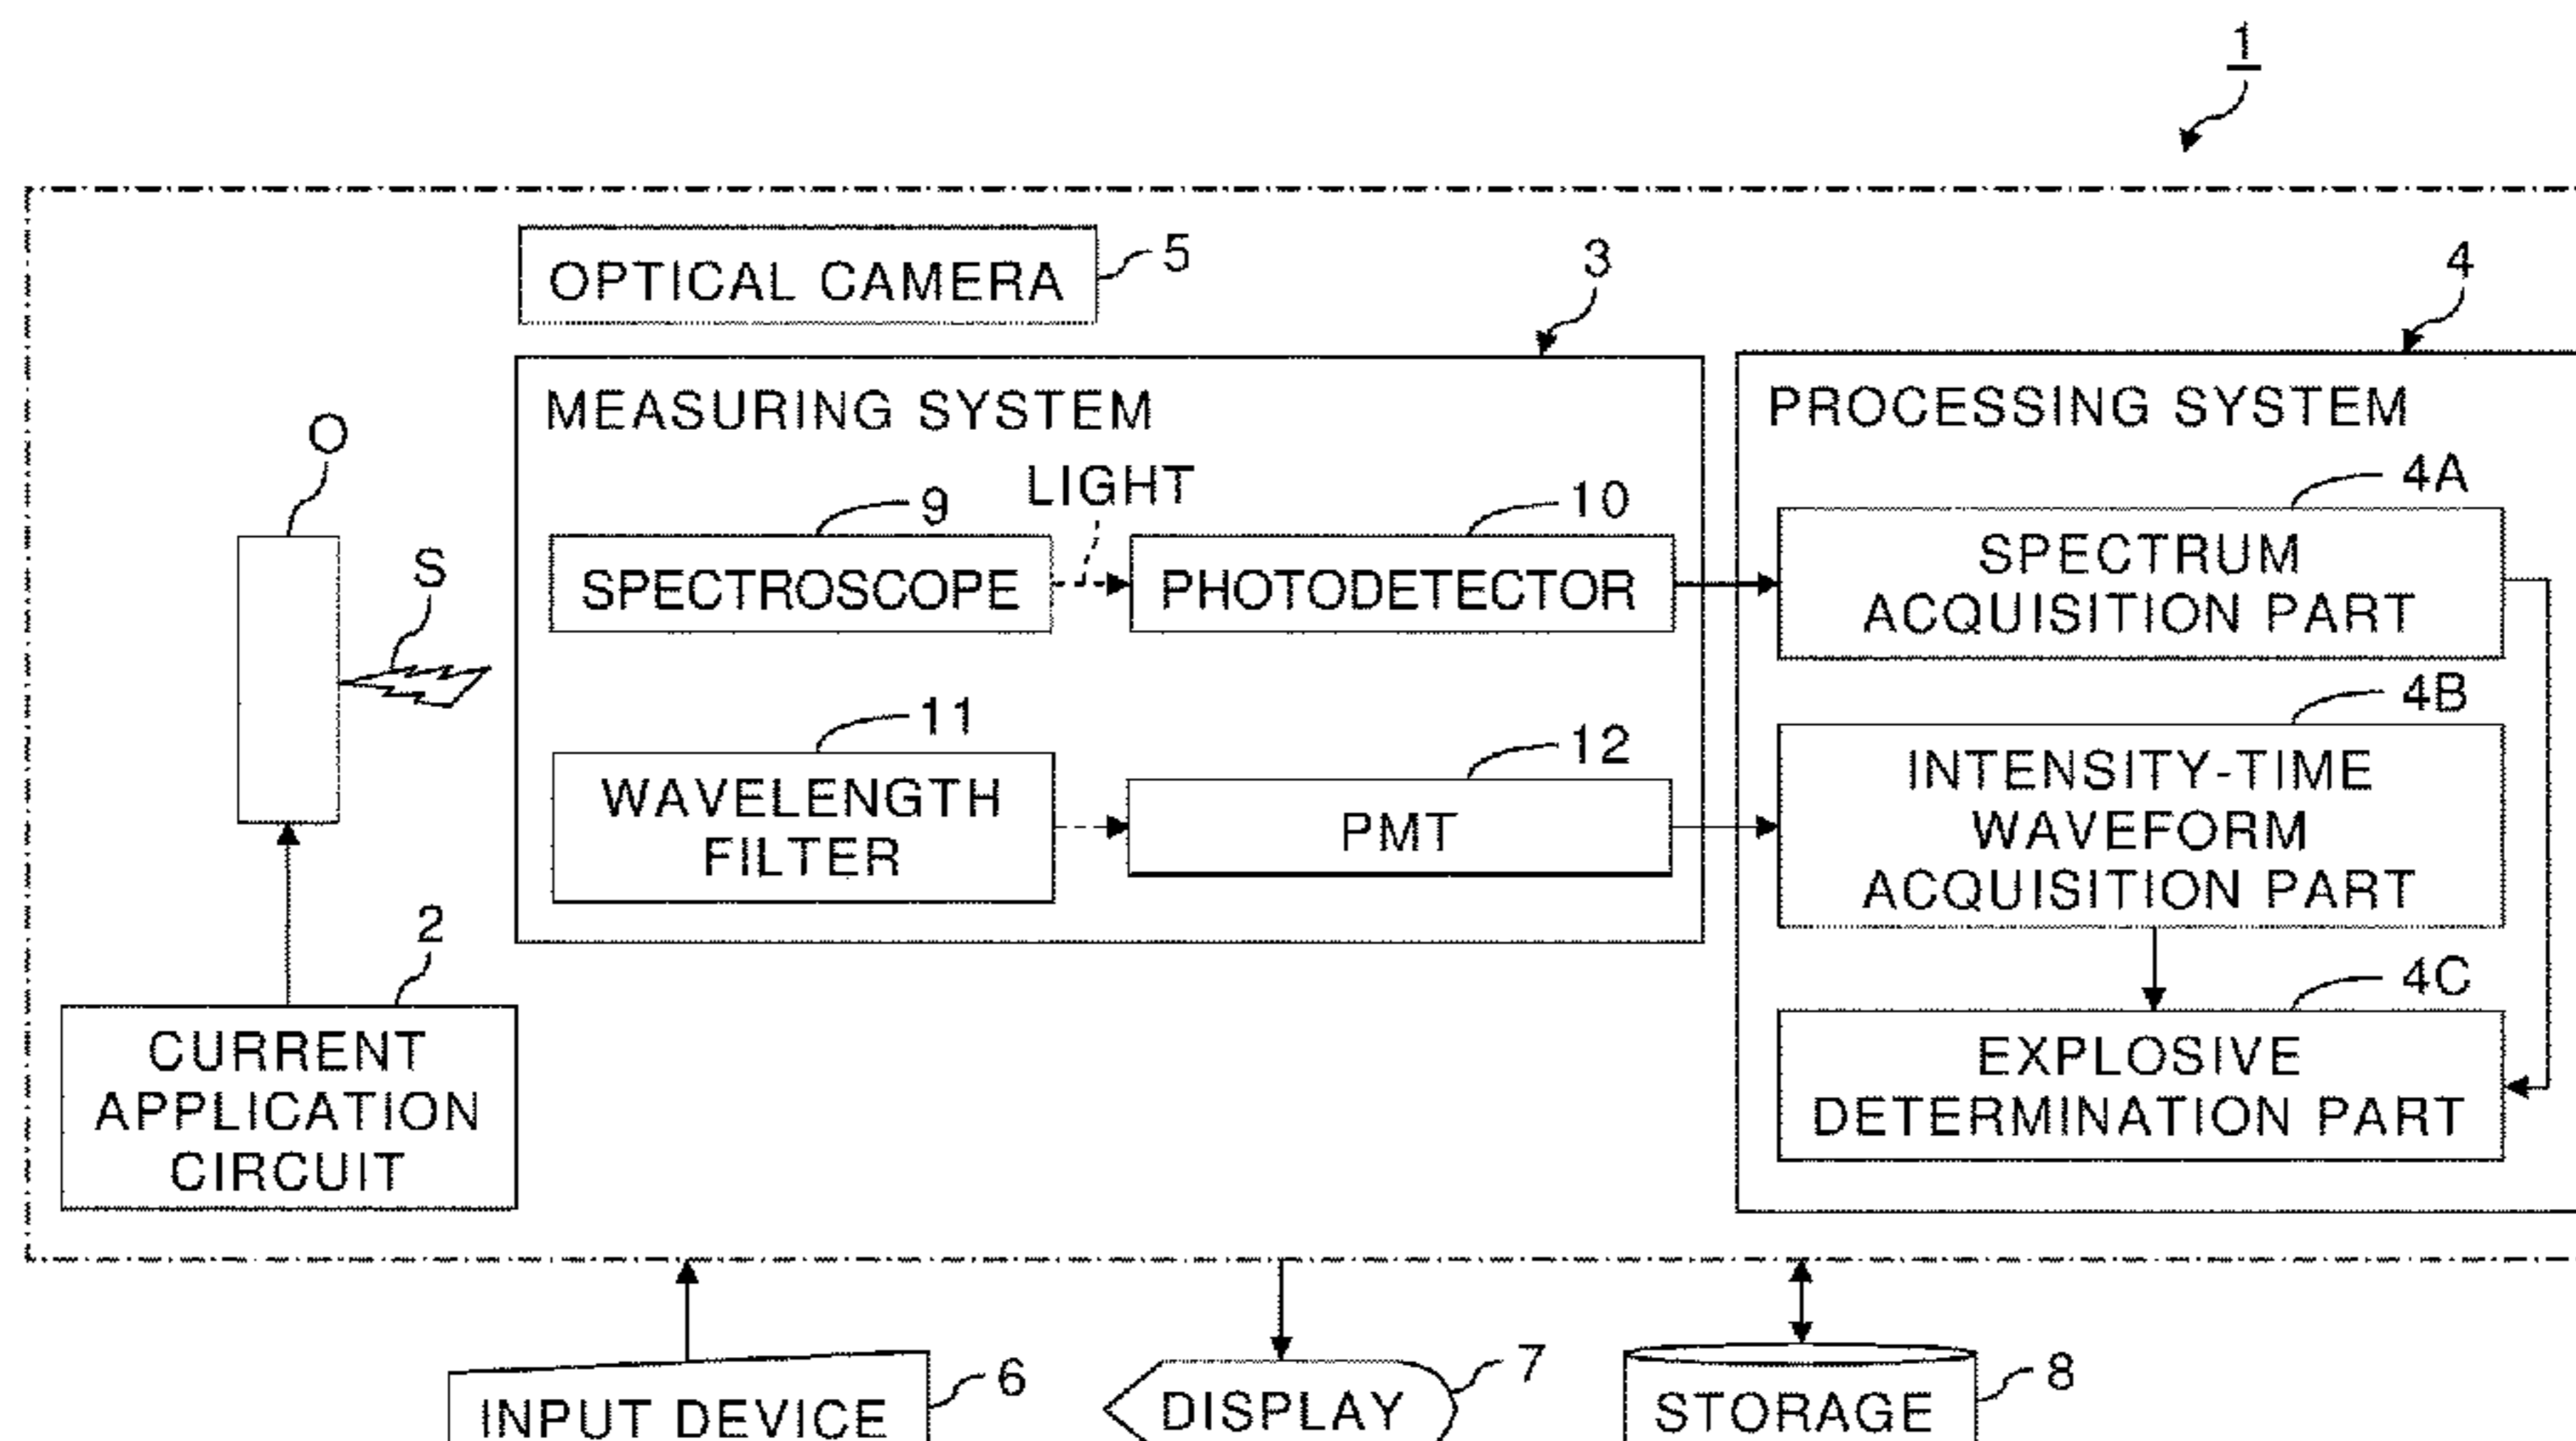 1
OPTICAL CAMERA
5
3
4
MEASURING SYSTEM
PROCESSING SYSTEM
O
LIGHT
4A
9
10
S
SPECTROSCOPE
PHOTODETECTOR
SPECTRUM
ACQUISITION PART
4B
11
12
WAVELENGTH
FILTER
PMT
INTENSITY-TIME
WAVEFORM
ACQUISITION PART
2
4C
CURRENT
APPLICATION
CIRCUIT
EXPLOSIVE
DETERMINATION PART
6
7
8
INPUT DEVICE
DISPLAY
STORAGE